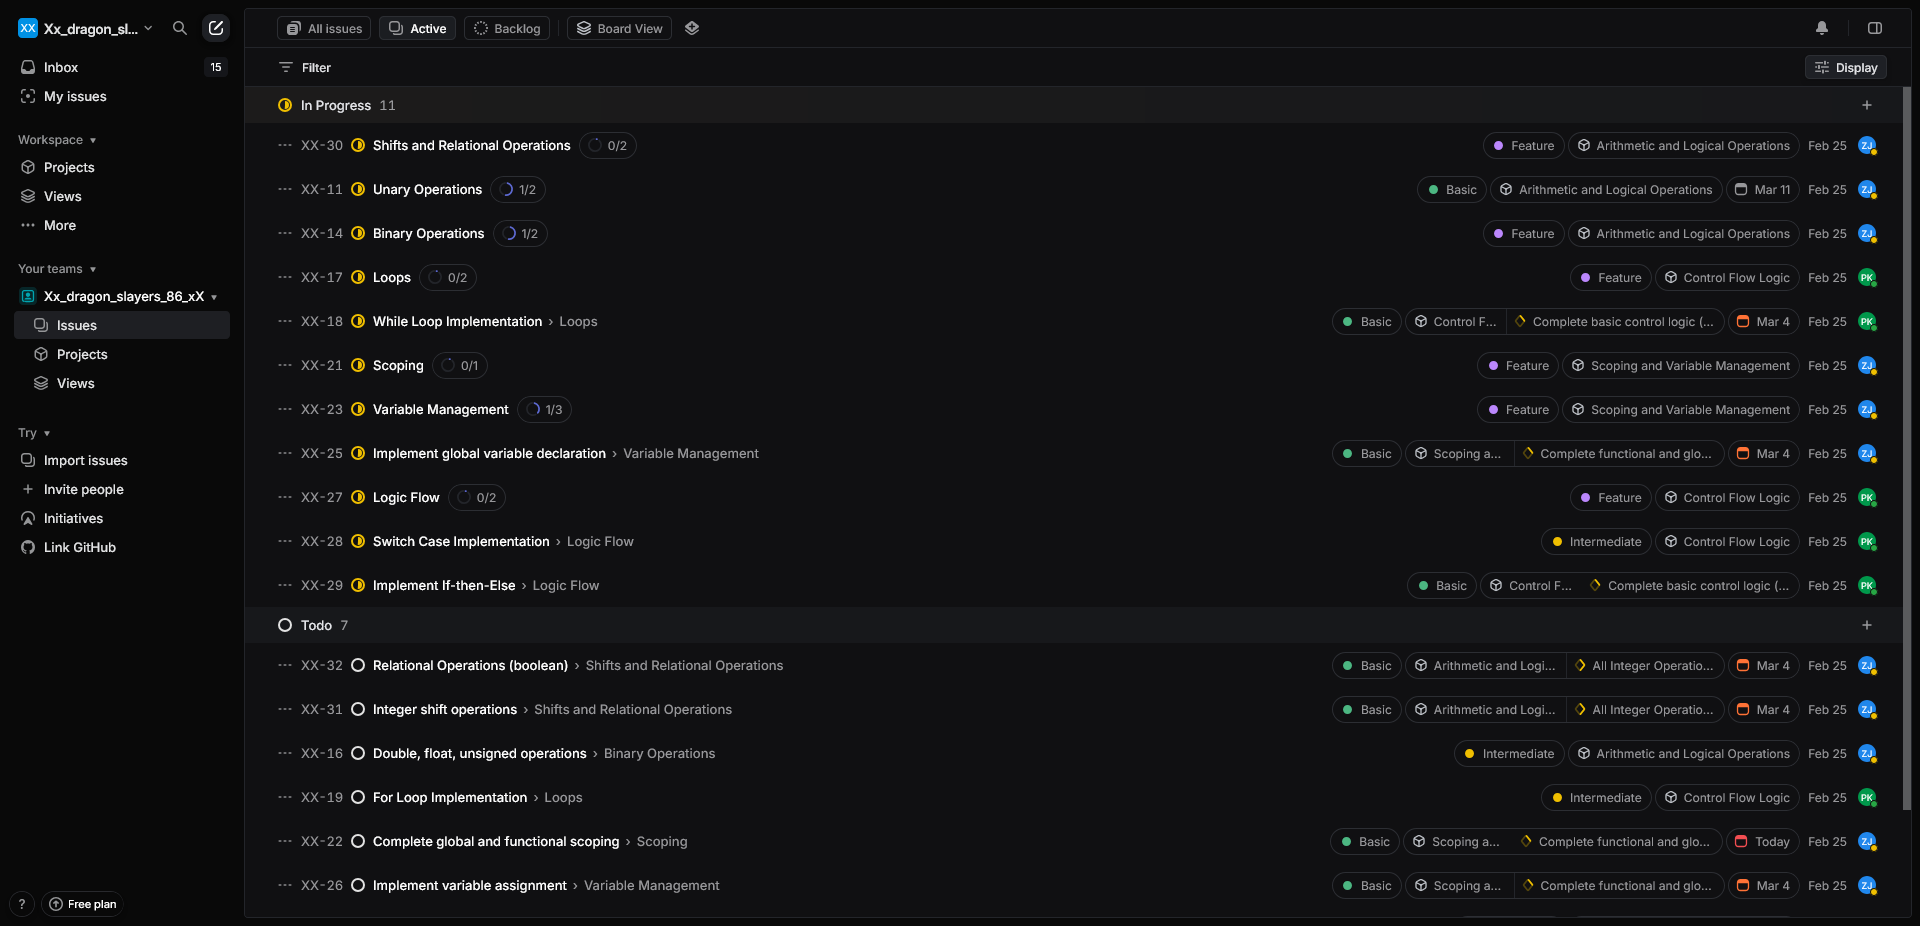 XX Xx_dragon_sl...
Inbox 15
My issues
Workspace
Projects
Views
More
Your teams
Xx_dragon_slayers_86_xX
Issues
Projects
Views
Try
Import issues
Invite people
Initiatives
Link GitHub
? Free plan
All issues Active Backlog Board View
Filter Display
In Progress 11
XX-30 Shifts and Relational Operations 0/2 Feature Arithmetic and Logical Operations Feb 25 ZJ
XX-11 Unary Operations 1/2 Basic Arithmetic and Logical Operations Mar 11 Feb 25 ZJ
XX-14 Binary Operations 1/2 Feature Arithmetic and Logical Operations Feb 25 ZJ
XX-17 Loops 0/2 Feature Control Flow Logic Feb 25 PK
XX-18 While Loop Implementation › Loops Basic Control F... Complete basic control logic (... Mar 4 Feb 25 PK
XX-21 Scoping 0/1 Feature Scoping and Variable Management Feb 25 ZJ
XX-23 Variable Management 1/3 Feature Scoping and Variable Management Feb 25 ZJ
XX-25 Implement global variable declaration › Variable Management Basic Scoping a... Complete functional and glo... Mar 4 Feb 25 ZJ
XX-27 Logic Flow 0/2 Feature Control Flow Logic Feb 25 PK
XX-28 Switch Case Implementation › Logic Flow Intermediate Control Flow Logic Feb 25 PK
XX-29 Implement If-then-Else › Logic Flow Basic Control F... Complete basic control logic (... Feb 25 PK
Todo 7
XX-32 Relational Operations (boolean) › Shifts and Relational Operations Basic Arithmetic and Logi... All Integer Operatio... Mar 4 Feb 25 ZJ
XX-31 Integer shift operations › Shifts and Relational Operations Basic Arithmetic and Logi... All Integer Operatio... Mar 4 Feb 25 ZJ
XX-16 Double, float, unsigned operations › Binary Operations Intermediate Arithmetic and Logical Operations Feb 25 ZJ
XX-19 For Loop Implementation › Loops Intermediate Control Flow Logic Feb 25 PK
XX-22 Complete global and functional scoping › Scoping Basic Scoping a... Complete functional and glo... Today Feb 25 ZJ
XX-26 Implement variable assignment › Variable Management Basic Scoping a... Complete functional and glo... Mar 4 Feb 25 ZJ